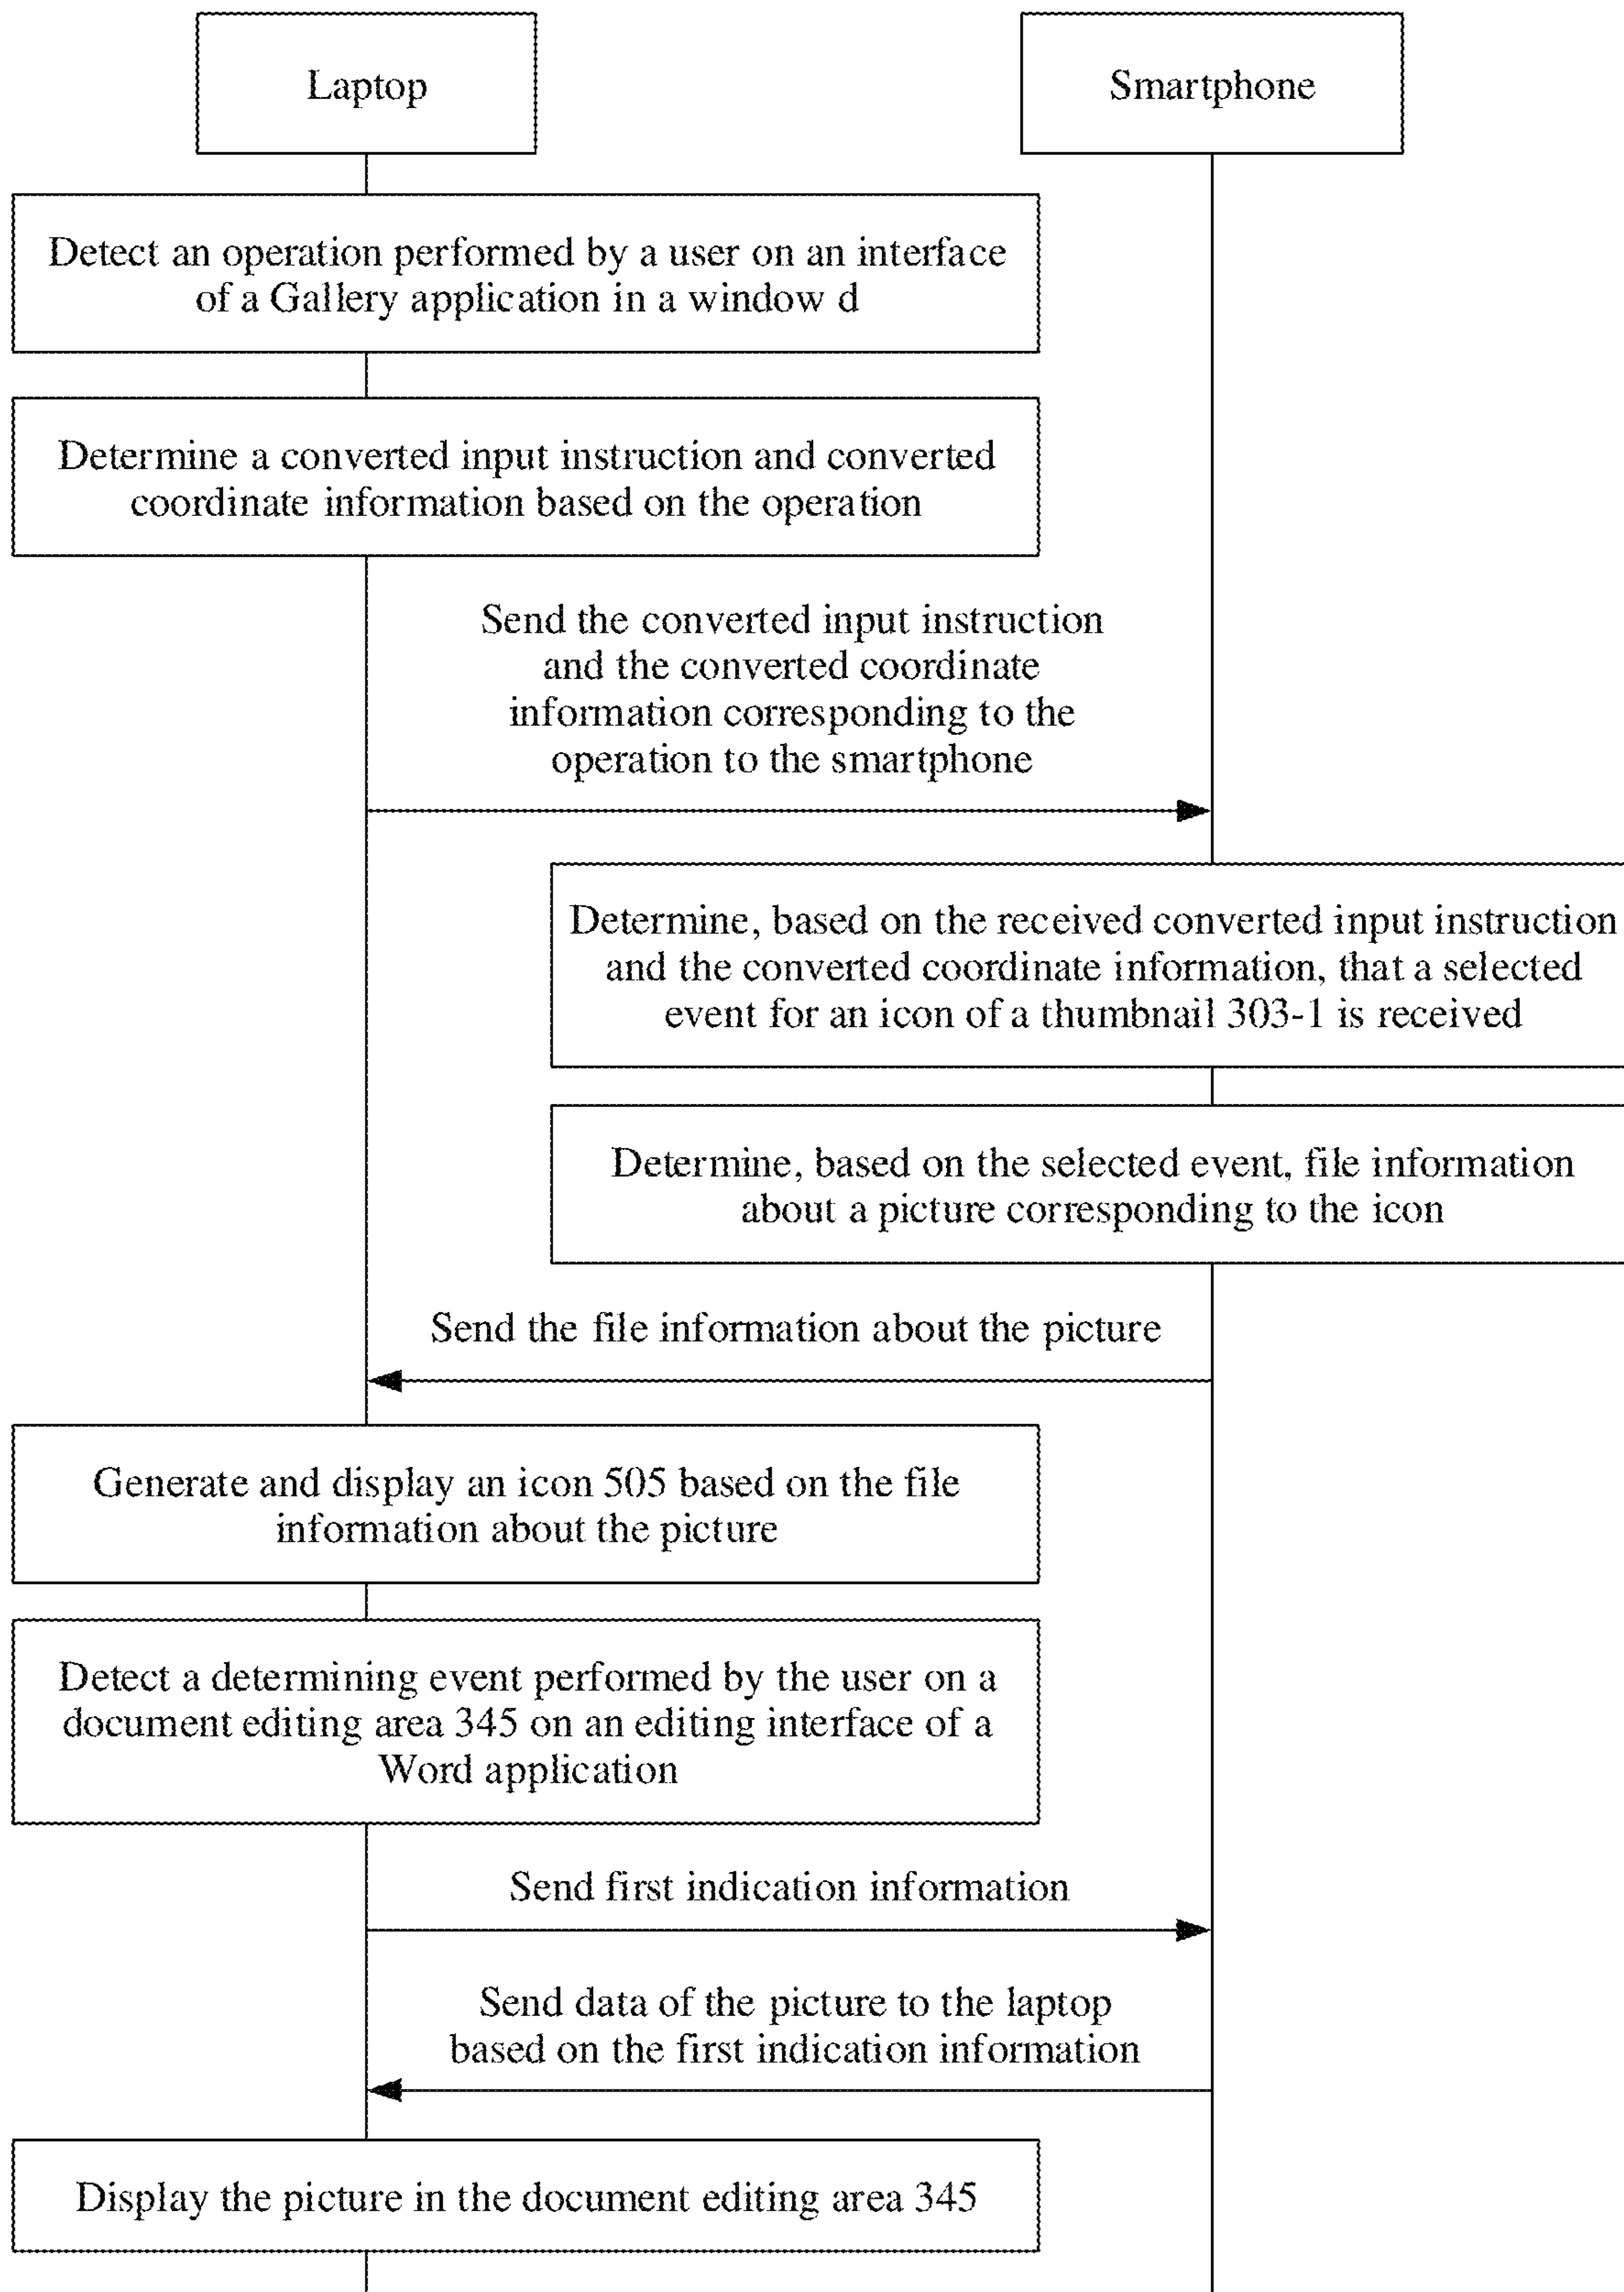 Laptop
Smartphone
Detect an operation performed by a user on an interface
of a Gallery application in a window d
Determine a converted input instruction and converted
coordinate information based on the operation
Send the converted input instruction
and the converted coordinate
information corresponding to the
operation to the smartphone
Determine, based on the received converted input instruction
and the converted coordinate information, that a selected
event for an icon of a thumbnail 303-1 is received
Determine, based on the selected event, file information
about a picture corresponding to the icon
Send the file information about the picture
Generate and display an icon 505 based on the file
information about the picture
Detect a determining event performed by the user on a
document editing area 345 on an editing interface of a
Word application
Send first indication information
Send data of the picture to the laptop
based on the first indication information
Display the picture in the document editing area 345